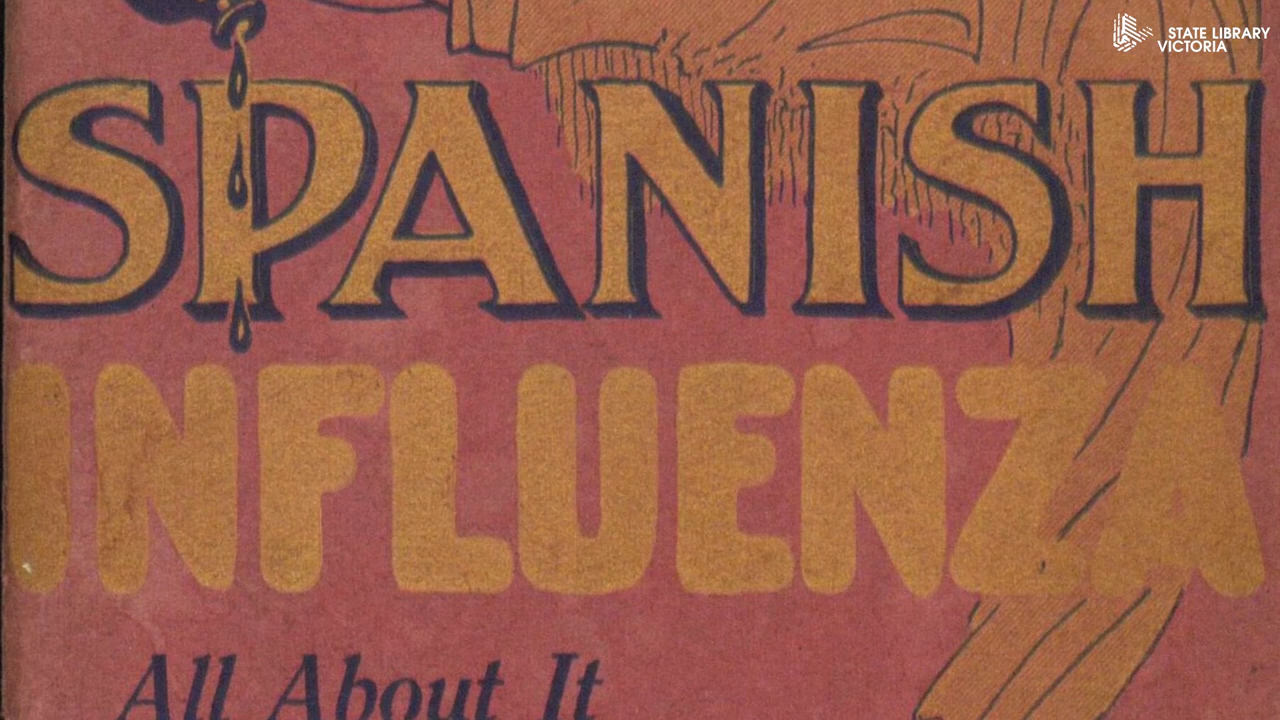 STATE LIBRARY
VICTORIA
SPANISH
INFLUENZA
All About It